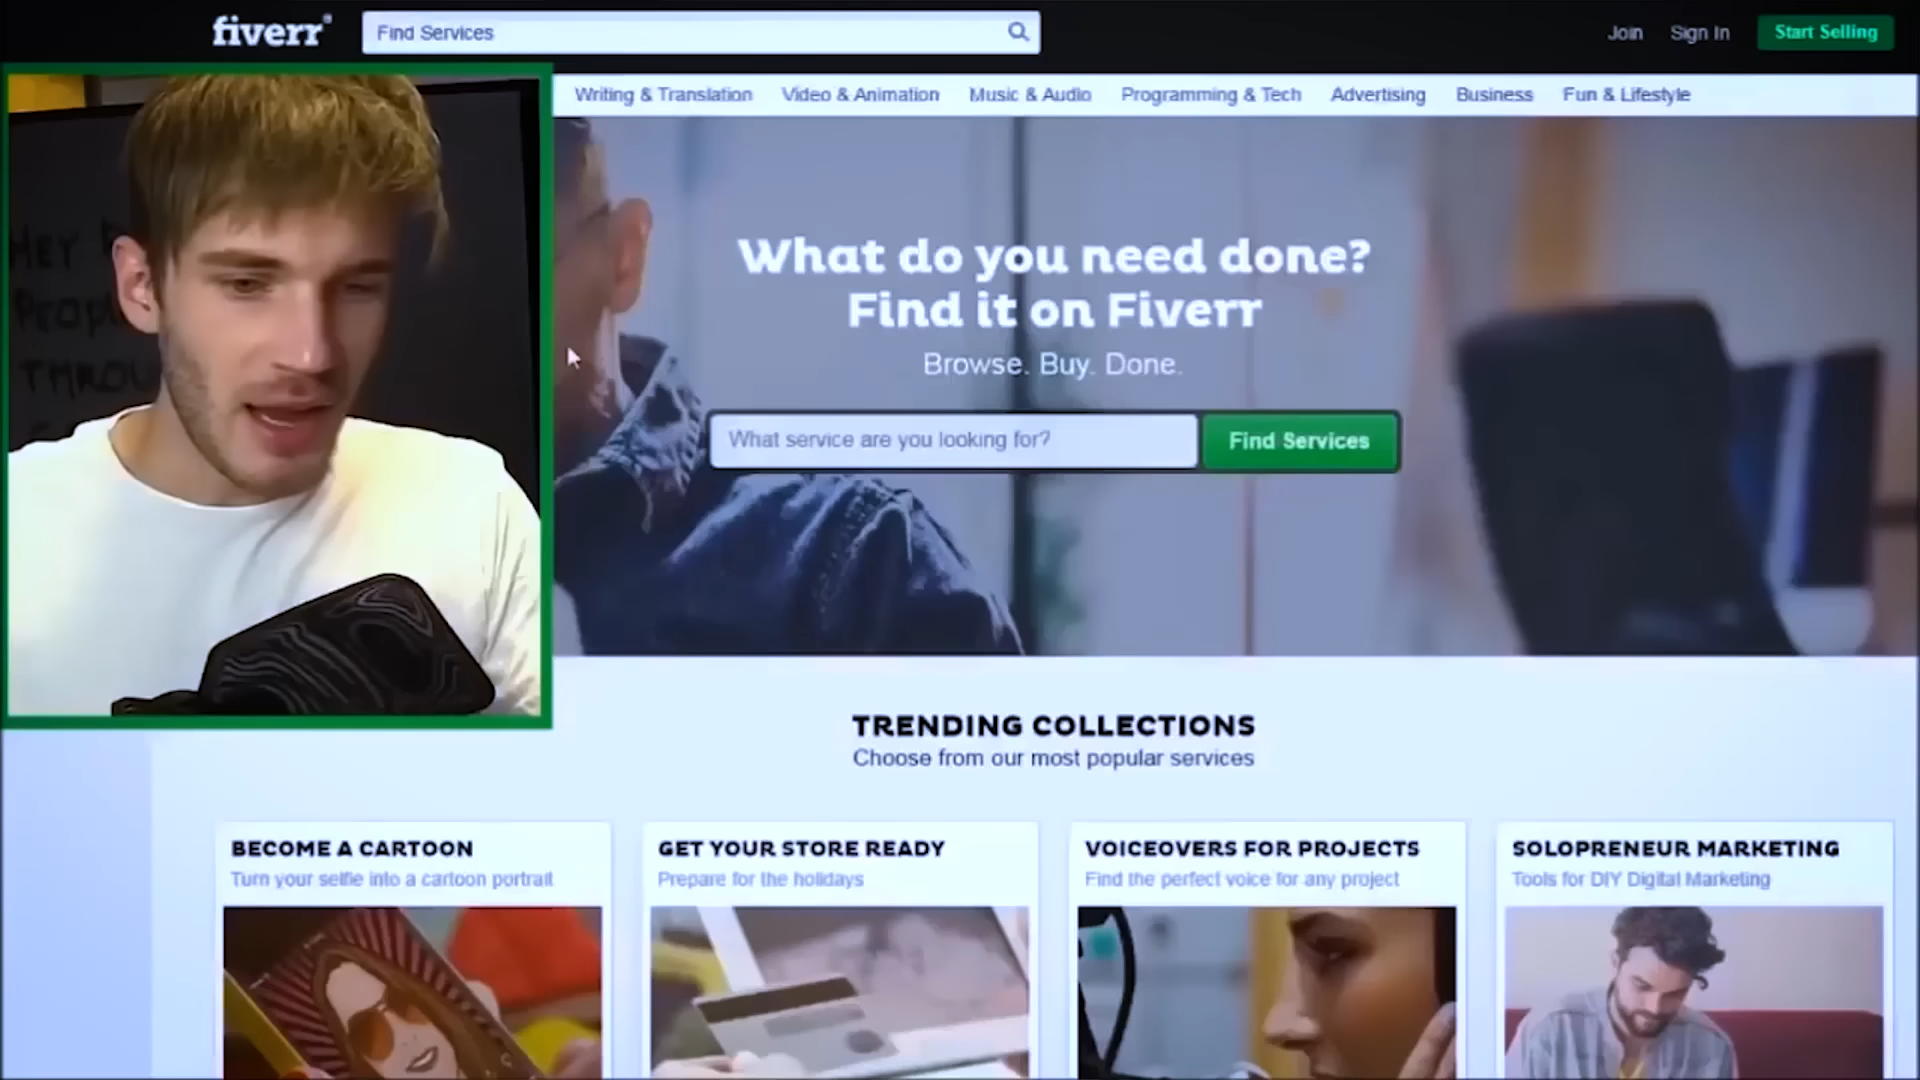 fiverr
Find Services
Join
Sign In
Start Selling
Writing & Translation
Video & Animation
Music & Audio
Programming & Tech
Advertising
Business
Fun & Lifestyle
HEY
What do you need done?
Find it on Fiverr
Browse. Buy. Done.
What service are you looking for?
Find Services
TRENDING COLLECTIONS
Choose from our most popular services
BECOME A CARTOON
Turn your selfie into a cartoon portrait
GET YOUR STORE READY
Prepare for the holidays
VOICEOVERS FOR PROJECTS
Find the perfect voice for any project
SOLOPRENEUR MARKETING
Tools for DIY Digital Marketing